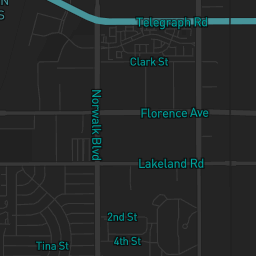 N
S
Telegraph Rd
Clark St
Norwalk Blvd
Florence Ave
Lakeland Rd
2nd St
Tina St
4th St